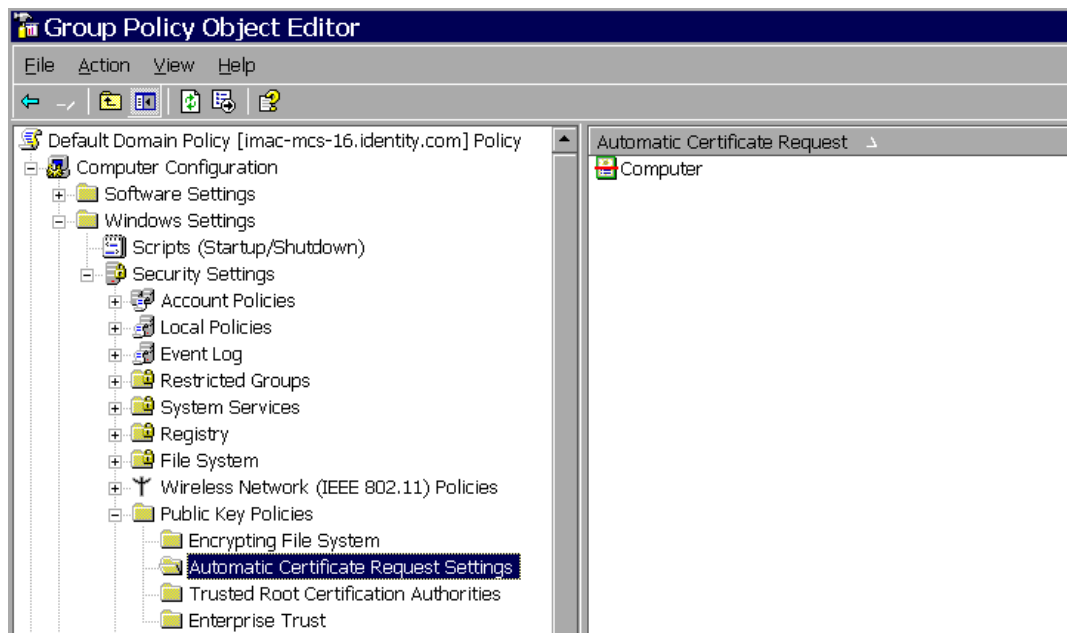 Group Policy Object Editor
File Action View Help
Default Domain Policy [imac-mcs-16.identity.com] Policy
Computer Configuration
Software Settings
Windows Settings
Scripts (Startup/Shutdown)
Security Settings
Account Policies
Local Policies
Event Log
Restricted Groups
System Services
Registry
File System
Wireless Network (IEEE 802.11) Policies
Public Key Policies
Encrypting File System
Automatic Certificate Request Settings
Trusted Root Certification Authorities
Enterprise Trust
Automatic Certificate Request
Computer